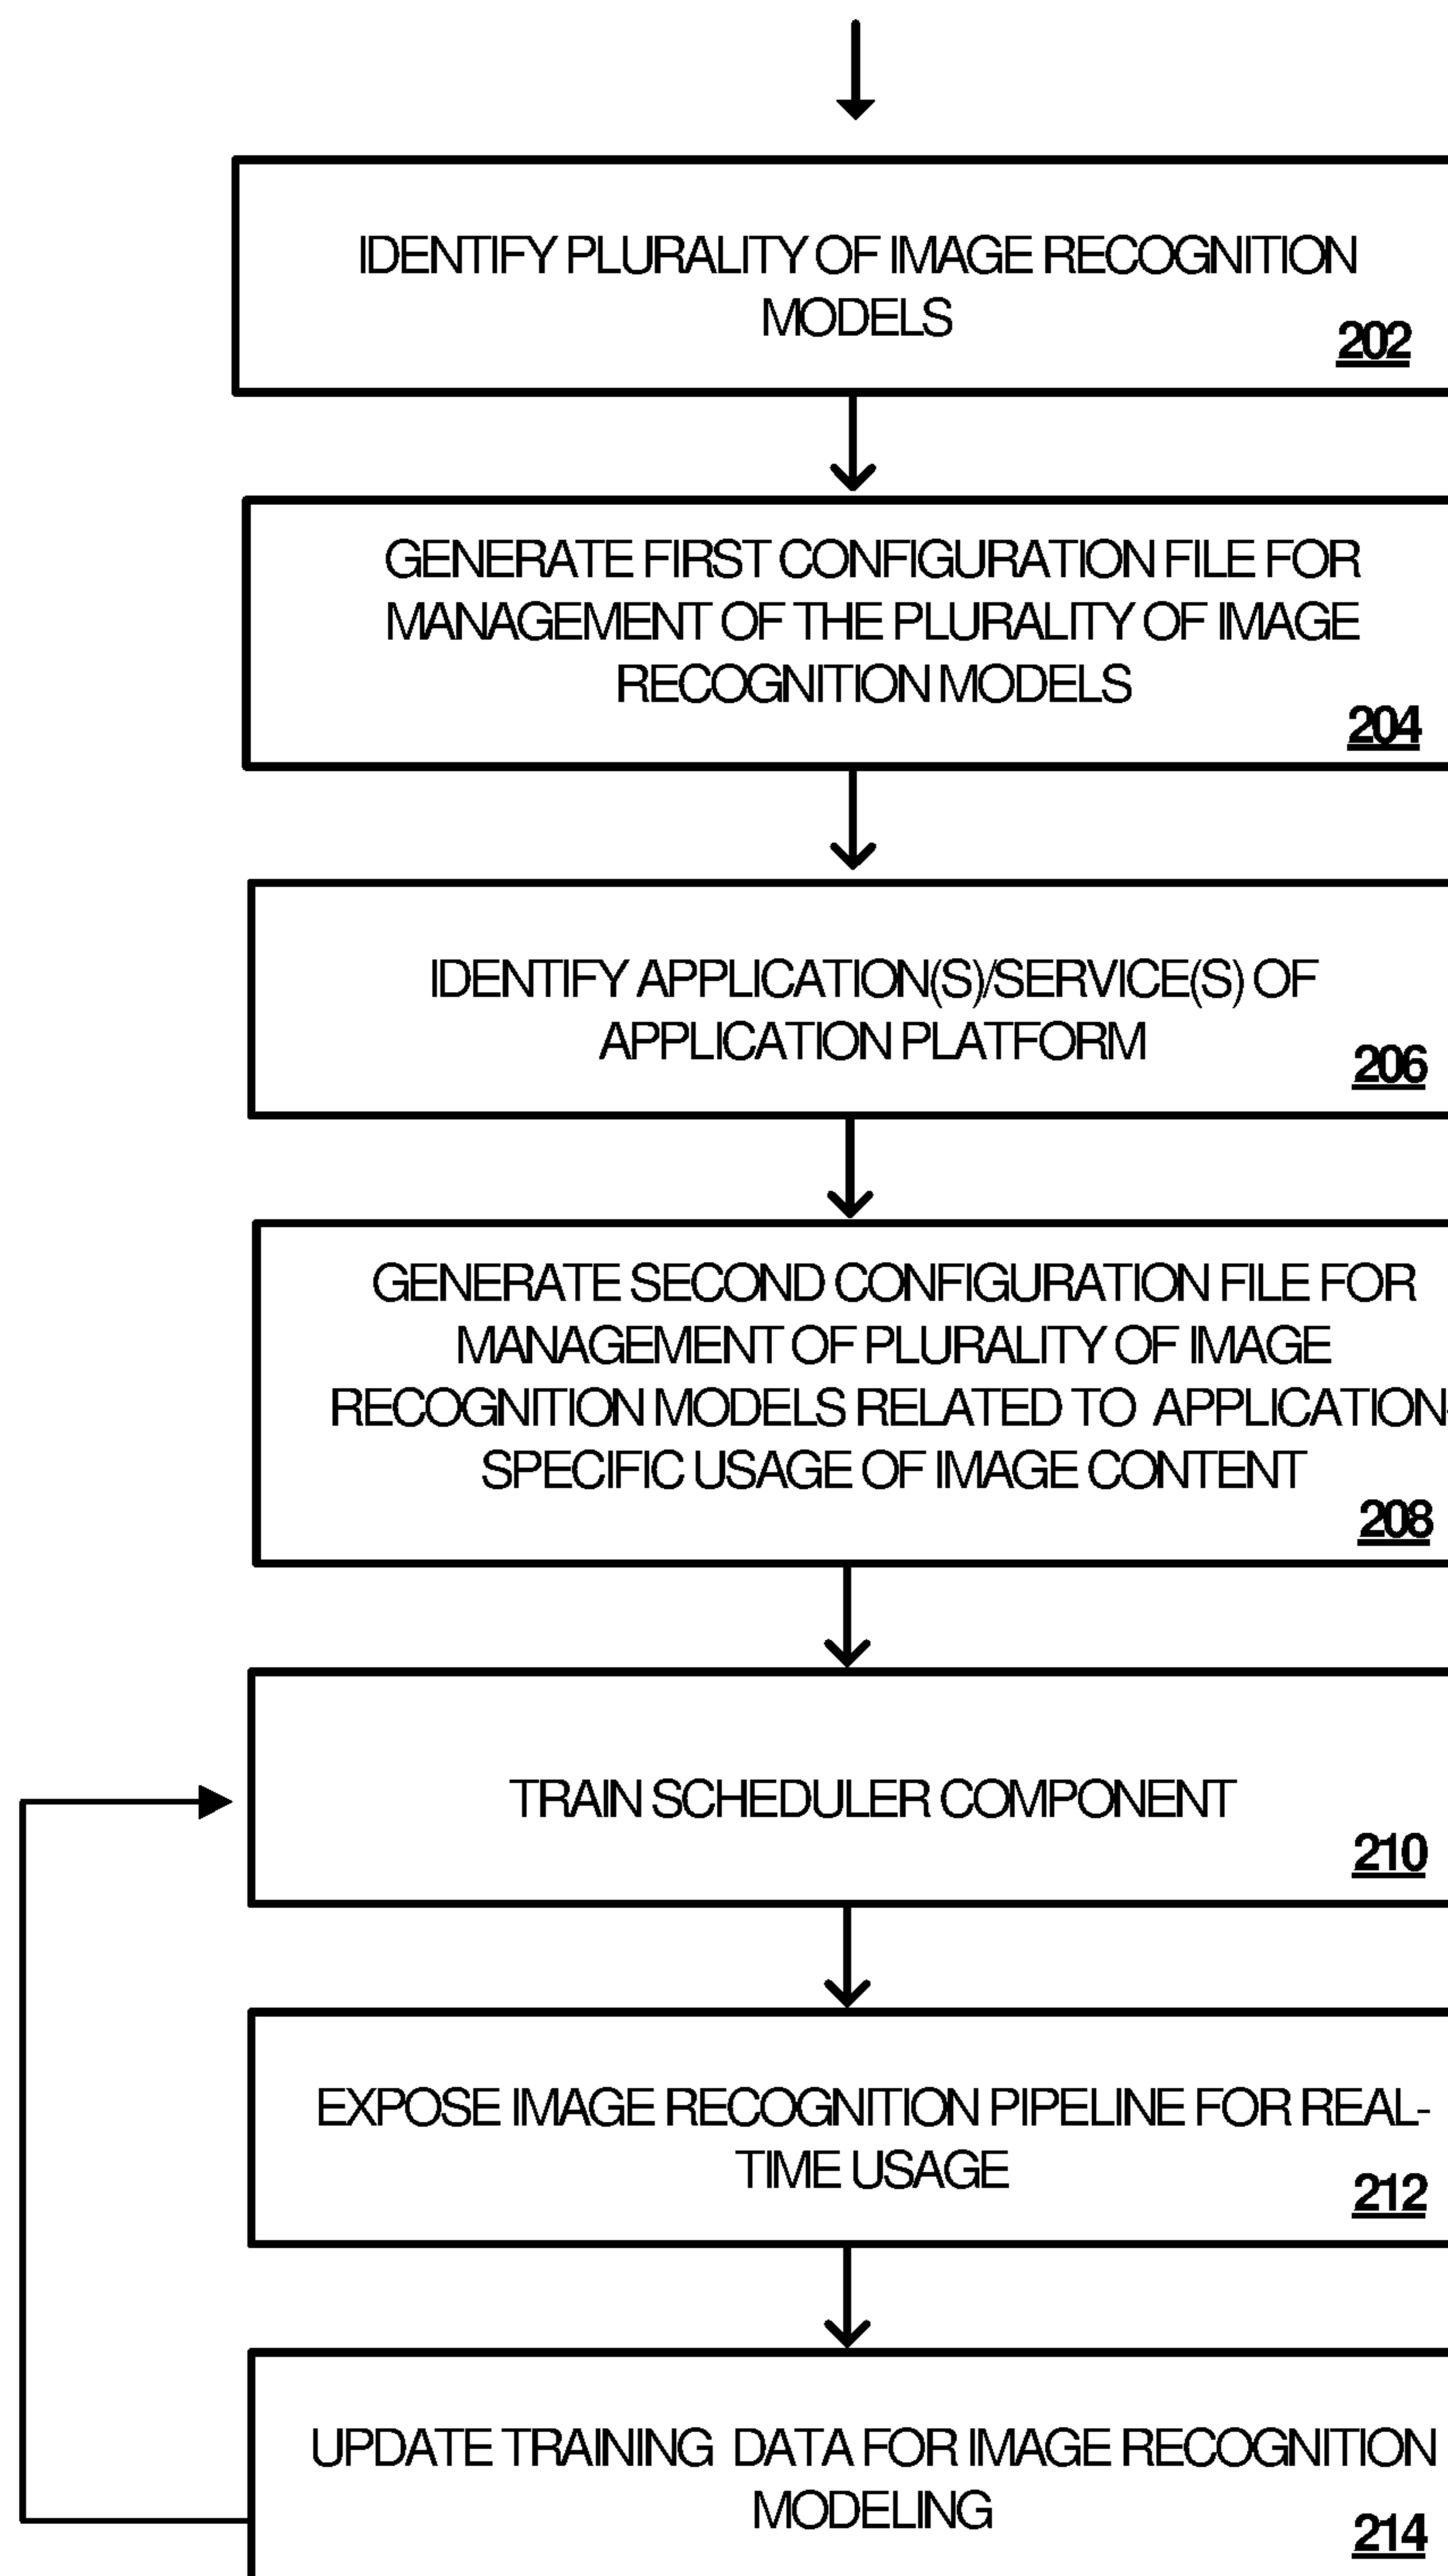 IDENTIFY PLURALITY OF IMAGE RECOGNITION
MODELS
202
GENERATE FIRST CONFIGURATION FILE FOR
MANAGEMENT OF THE PLURALITY OF IMAGE
RECOGNITION MODELS
204
IDENTIFY APPLICATION(S)/SERVICE(S) OF
APPLICATION PLATFORM
206
GENERATE SECOND CONFIGURATION FILE FOR
MANAGEMENT OF PLURALITY OF IMAGE
RECOGNITION MODELS RELATED TO APPLICATION-
SPECIFIC USAGE OF IMAGE CONTENT
208
TRAIN SCHEDULER COMPONENT
210
EXPOSE IMAGE RECOGNITION PIPELINE FOR REAL-
TIME USAGE
212
UPDATE TRAINING DATA FOR IMAGE RECOGNITION
MODELING
214